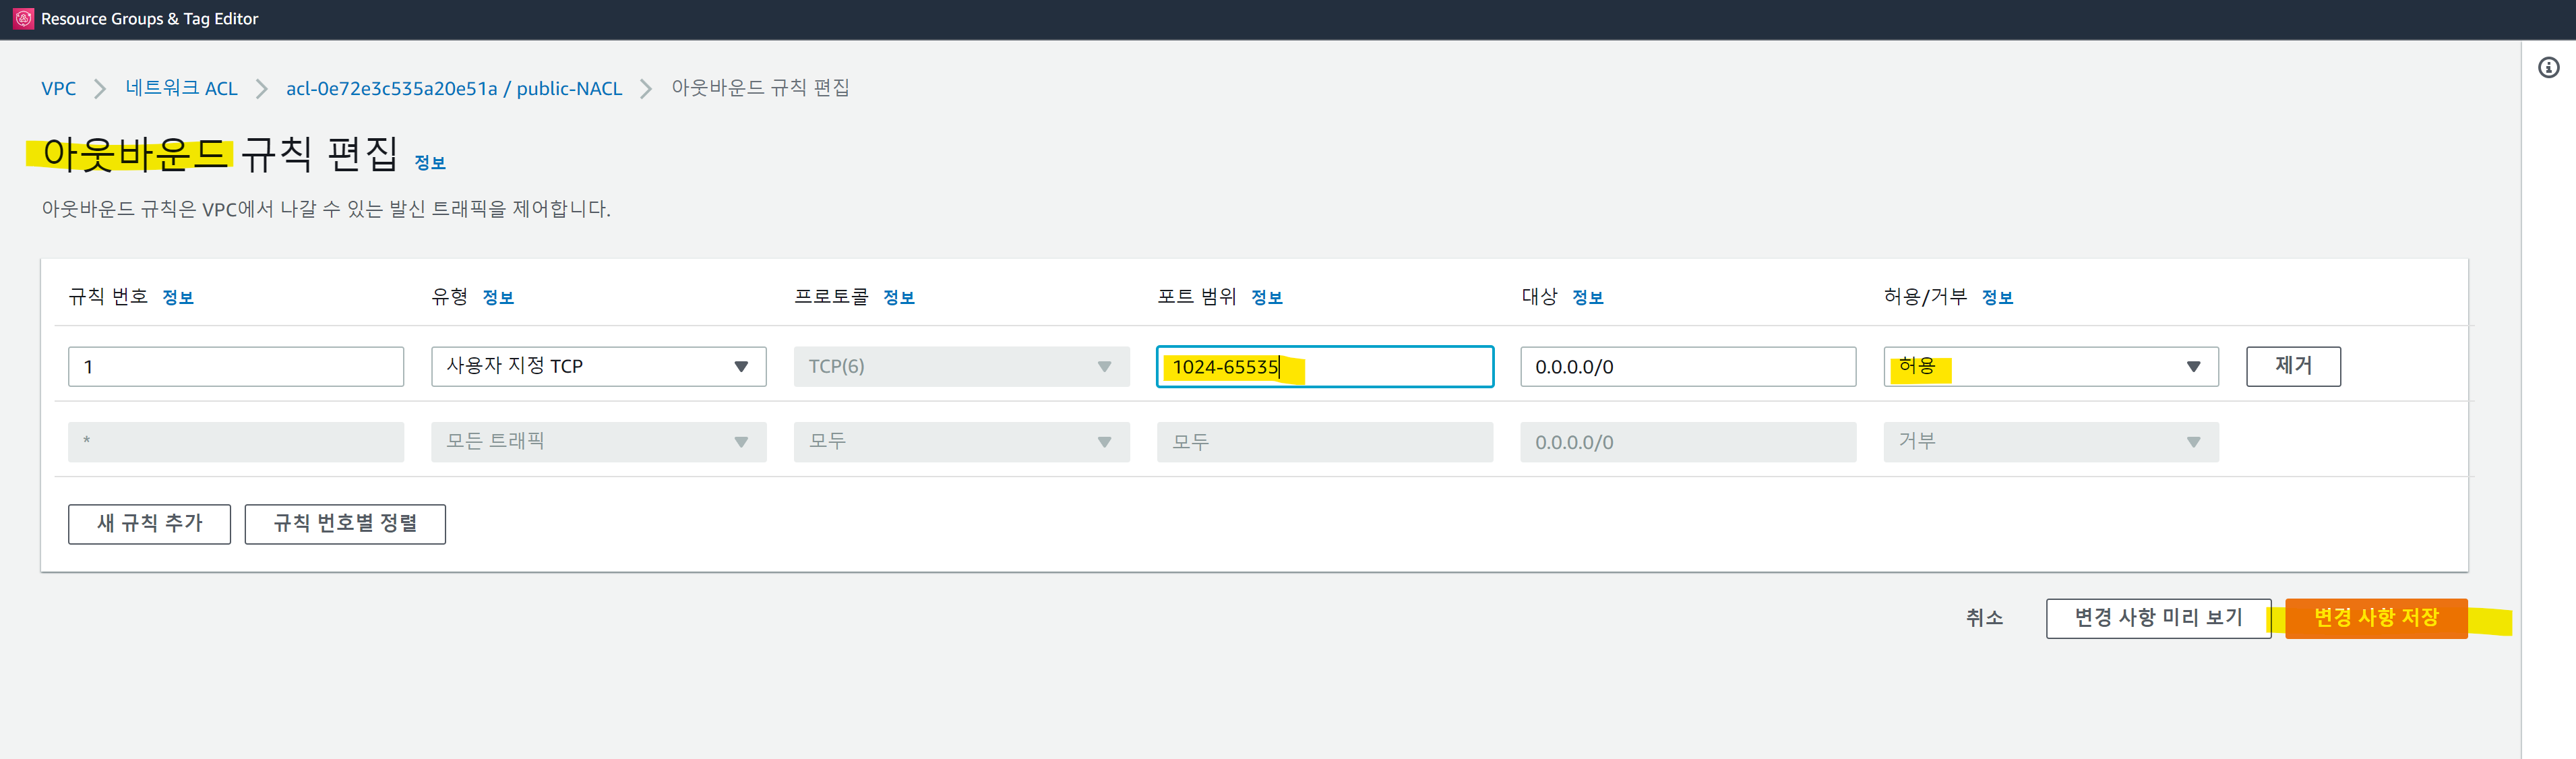 Resource Groups & Tag Editor
VPC 네트워크 ACL acl-0e72e3c535a20e51a / public-NACL 아웃바운드 규칙 편집
아웃바운드 규칙 편집 정보
아웃바운드 규칙은 VPC에서 나갈 수 있는 발신 트래픽을 제어합니다.
규칙 번호 정보 유형 정보 프로토콜 정보 포트 범위 정보 대상 정보 허용/거부 정보
1 사용자 지정 TCP TCP(6) 1024-65535 0.0.0.0/0 허용 제거
* 모든 트래픽 모두 모두 0.0.0.0/0 거부
새 규칙 추가 규칙 번호별 정렬
취소 변경 사항 미리 보기 변경 사항 저장